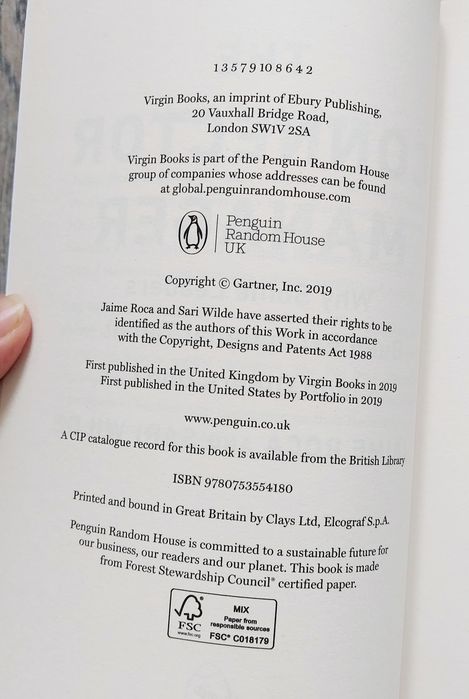 1 3 5 7 9 10 8 6 4 2
Virgin Books, an imprint of Ebury Publishing,
20 Vauxhall Bridge Road,
London SW1V 2SA
Virgin Books is part of the Penguin Random House
group of companies whose addresses can be found
at global.penguinrandomhouse.com
Penguin
Random House
UK
Copyright © Gartner, Inc. 2019
Jaime Roca and Sari Wilde have asserted their rights to be
identified as the authors of this Work in accordance
with the Copyright, Designs and Patents Act 1988
First published in the United Kingdom by Virgin Books in 2019
First published in the United States by Portfolio in 2019
www.penguin.co.uk
A CIP catalogue record for this book is available from the British Library
ISBN 9780753554180
Printed and bound in Great Britain by Clays Ltd, Elcograf S.p.A.
Penguin Random House is committed to a sustainable future for
our business, our readers and our planet. This book is made
from Forest Stewardship Council® certified paper.
FSC
www.fsc.org
MIX
Paper from
responsible sources
FSC® C018179